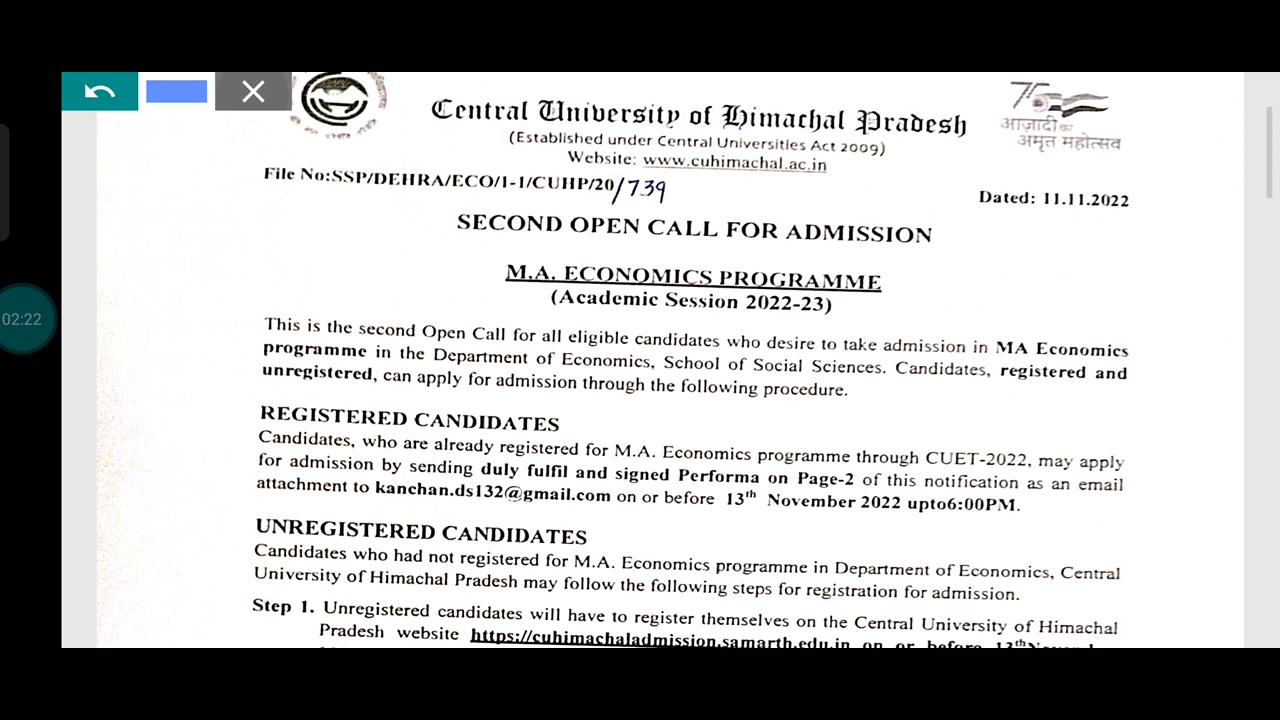 Central University of Himachal Pradesh
(Established under Central Universities Act 2009)
Website: www.cuhimachal.ac.in
आज़ादी का
अमृत महोत्सव
File No:SSP/DEHRA/ECO/1-1/CUHP/20/739
Dated: 11.11.2022
SECOND OPEN CALL FOR ADMISSION
M.A. ECONOMICS PROGRAMME
(Academic Session 2022-23)
02:22
This is the second Open Call for all eligible candidates who desire to take admission in MA Economics
programme in the Department of Economics, School of Social Sciences. Candidates, registered and
unregistered, can apply for admission through the following procedure.
REGISTERED CANDIDATES
Candidates, who are already registered for M.A. Economics programme through CUET-2022, may apply
for admission by sending duly fulfil and signed Performa on Page-2 of this notification as an email
attachment to kanchan.ds132@gmail.com on or before 13th November 2022 upto6:00PM.
UNREGISTERED CANDIDATES
Candidates who had not registered for M.A. Economics programme in Department of Economics, Central
University of Himachal Pradesh may follow the following steps for registration for admission.
Step 1. Unregistered candidates will have to register themselves on the Central University of Himachal
Pradesh website https://cuhimachaladmission.samarth.edu.in on or before 13th